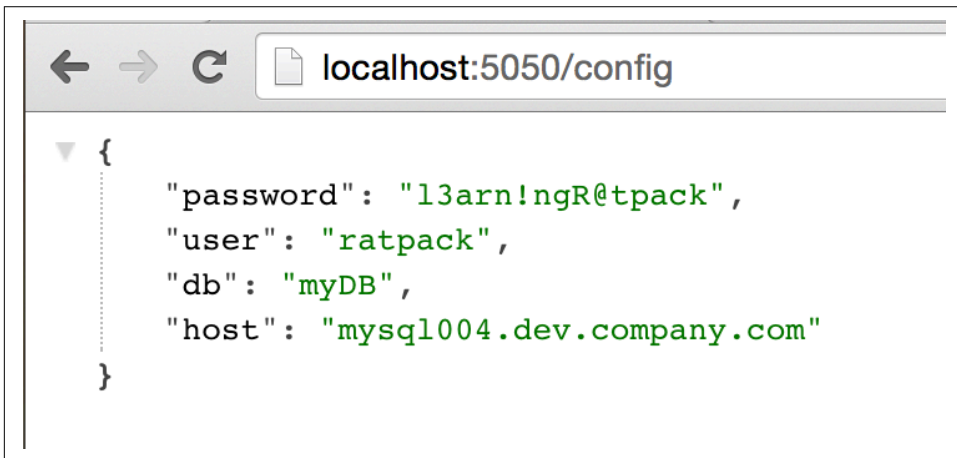 localhost:5050/config
{
"password": "l3arn!ngR@tpack",
"user": "ratpack",
"db": "myDB",
"host": "mysql004.dev.company.com"
}